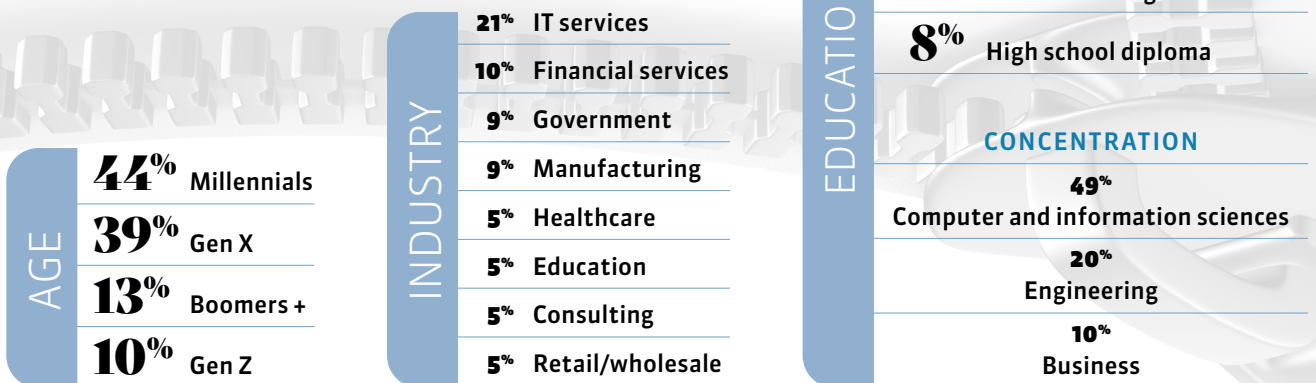 AGE
44% Millennials
39% Gen X
13% Boomers +
10% Gen Z
INDUSTRY
21% IT services
10% Financial services
9% Government
9% Manufacturing
5% Healthcare
5% Education
5% Consulting
5% Retail/wholesale
8% High school diploma
CONCENTRATION
49%
Computer and information sciences
20%
Engineering
10%
Business